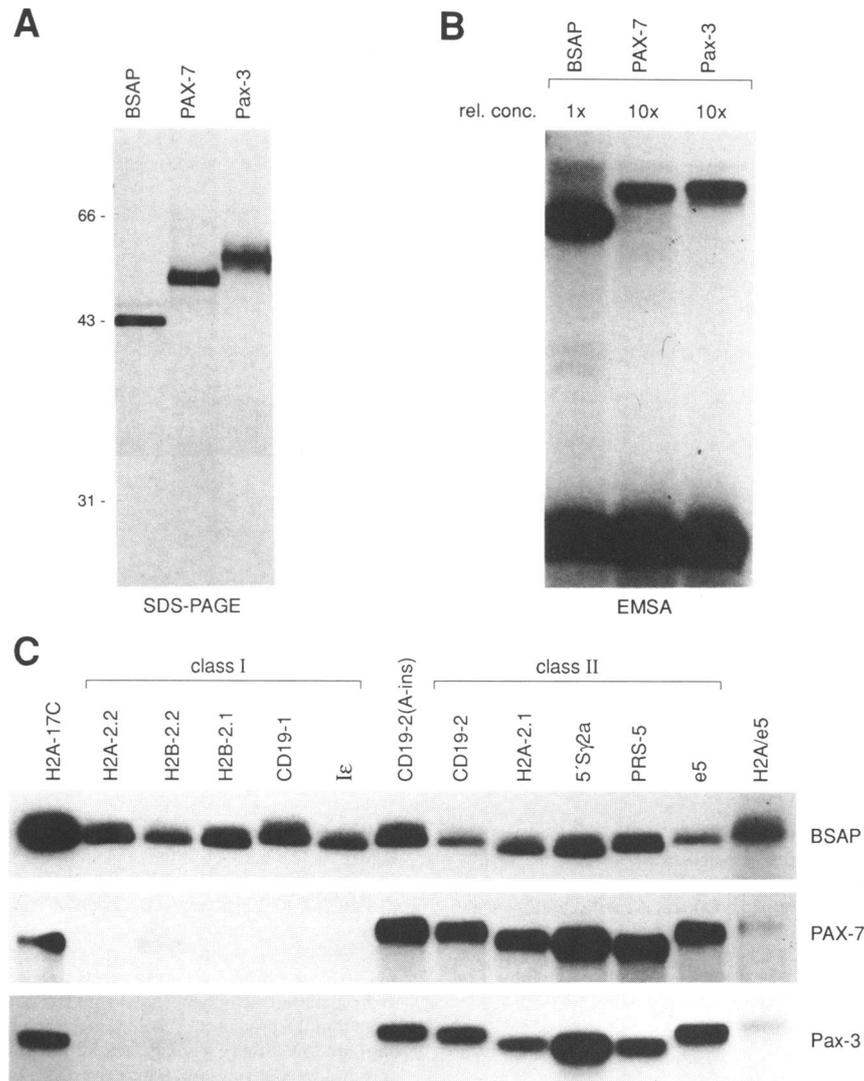 A
BSAP
PAX-7
Pax-3
66 -
43 -
31 -
SDS-PAGE
B
BSAP
PAX-7
Pax-3
rel. conc. 1x 10x 10x
EMSA
C
class I
class II
H2A-17C
H2A-2.2
H2B-2.2
H2B-2.1
CD19-1
Iε
CD19-2(A-ins)
CD19-2
H2A-2.1
5´Sγ2a
PRS-5
e5
H2A/e5
BSAP
PAX-7
Pax-3